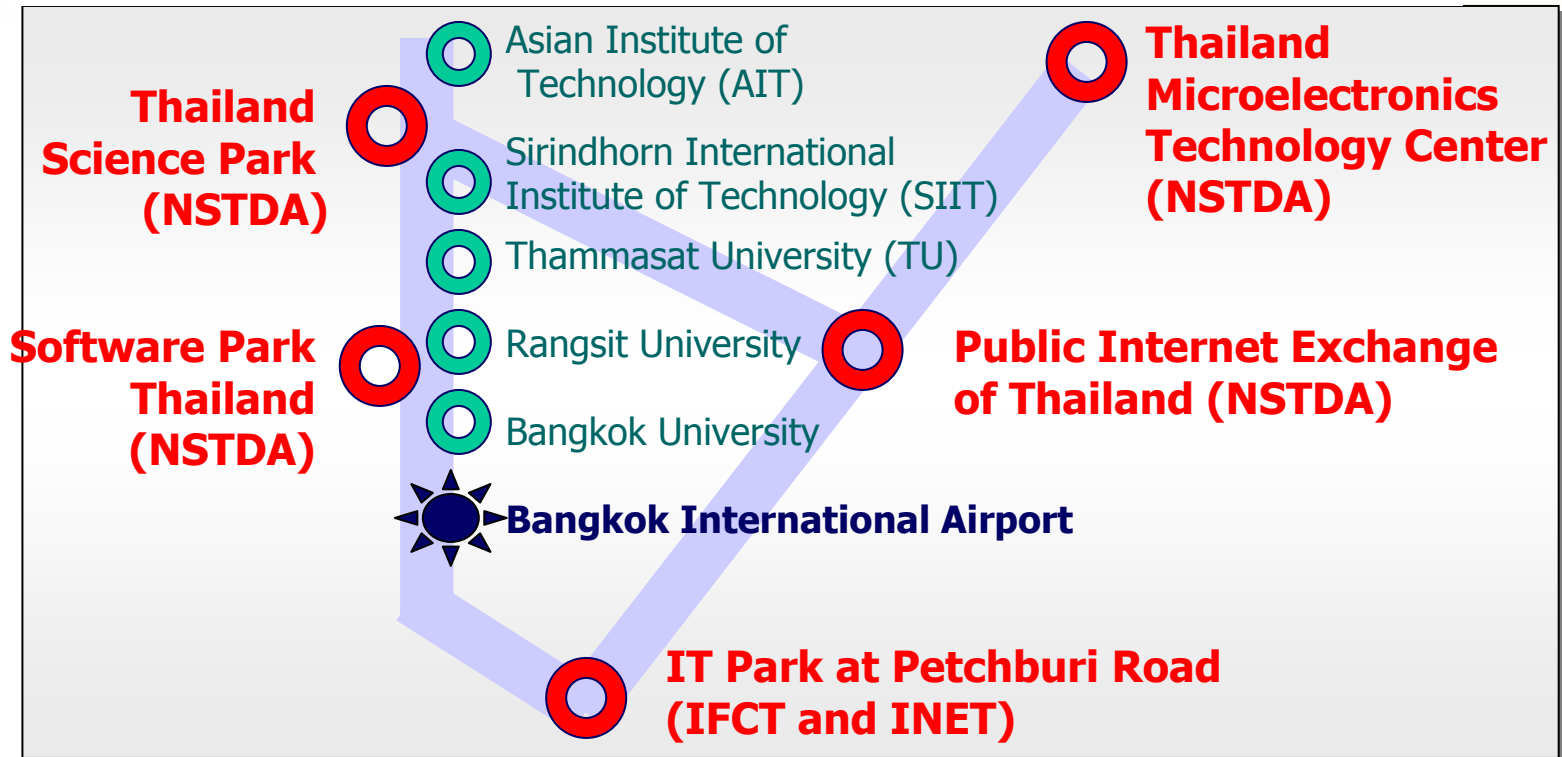 Asian Institute of
Technology (AIT)
Thailand
Microelectronics
Technology Center
(NSTDA)
Thailand
Science Park
(NSTDA)
Sirindhorn International
Institute of Technology (SIIT)
Thammasat University (TU)
Software Park
Thailand
(NSTDA)
Rangsit University
Public Internet Exchange
of Thailand (NSTDA)
Bangkok University
Bangkok International Airport
IT Park at Petchburi Road
(IFCT and INET)